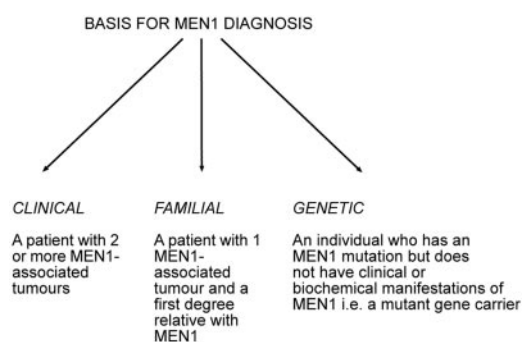 BASIS FOR MEN1 DIAGNOSIS
CLINICAL
A patient with 2
or more MEN1-
associated
tumours
FAMILIAL
A patient with 1
MEN1-
associated
tumour and a
first degree
relative with
MEN1
GENETIC
An individual who has an
MEN1 mutation but does
not have clinical or
biochemical manifestations of
MEN1 i.e. a mutant gene carrier